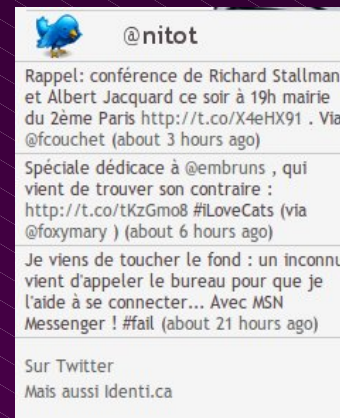 @nitot
Rappel: conférence de Richard Stallman
et Albert Jacquard ce soir à 19h mairie
du 2ème Paris http://t.co/X4eHX91 . Via
@fcouchet (about 3 hours ago)
Spéciale dédicace à @embruns , qui
vient de trouver son contraire :
http://t.co/tKzGmo8 #iLoveCats (via
@foxymary ) (about 6 hours ago)
Je viens de toucher le fond : un inconnu
vient d'appeler le bureau pour que je
l'aide à se connecter... Avec MSN
Messenger ! #fail (about 21 hours ago)
Sur Twitter
Mais aussi Identi.ca